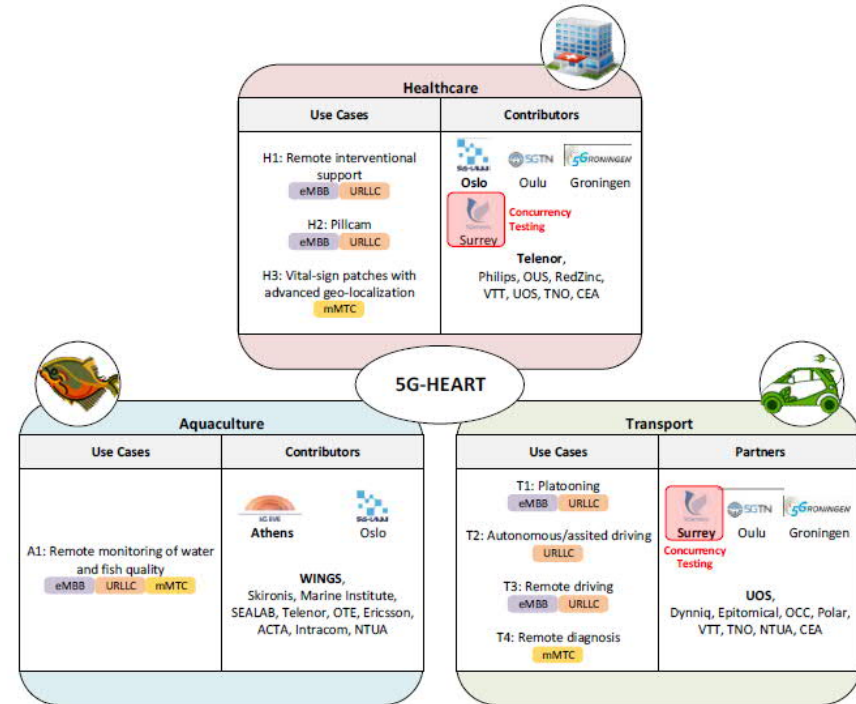 Healthcare
Use Cases
Contributors
H1: Remote interventional
support
eMBB URLLC
H2: Pillcam
eMBB URLLC
H3: Vital-sign patches with
advanced geo-localization
mMTC
5GTN
5GRONINGEN
Oslo
Oulu
Groningen
Surrey
Concurrency
Testing
Telenor,
Philips, OUS, RedZinc,
VTT, UOS, TNO, CEA
5G-HEART
Aquaculture
Use Cases
Contributors
A1: Remote monitoring of water
and fish quality
eMBB URLLC mMTC
5G EVE
Athens
Oslo
WINGS,
Skironis, Marine Institute,
SEALAB, Telenor, OTE, Ericsson,
ACTA, Intracom, NTUA
Transport
Use Cases
Partners
T1: Platooning
eMBB URLLC
T2: Autonomous/assited driving
URLLC
T3: Remote driving
eMBB URLLC
T4: Remote diagnosis
mMTC
5GTN
5GRONINGEN
Surrey
Oulu
Groningen
Concurrency
Testing
UOS,
Dynniq, Epitomical, OCC, Polar,
VTT, TNO, NTUA, CEA